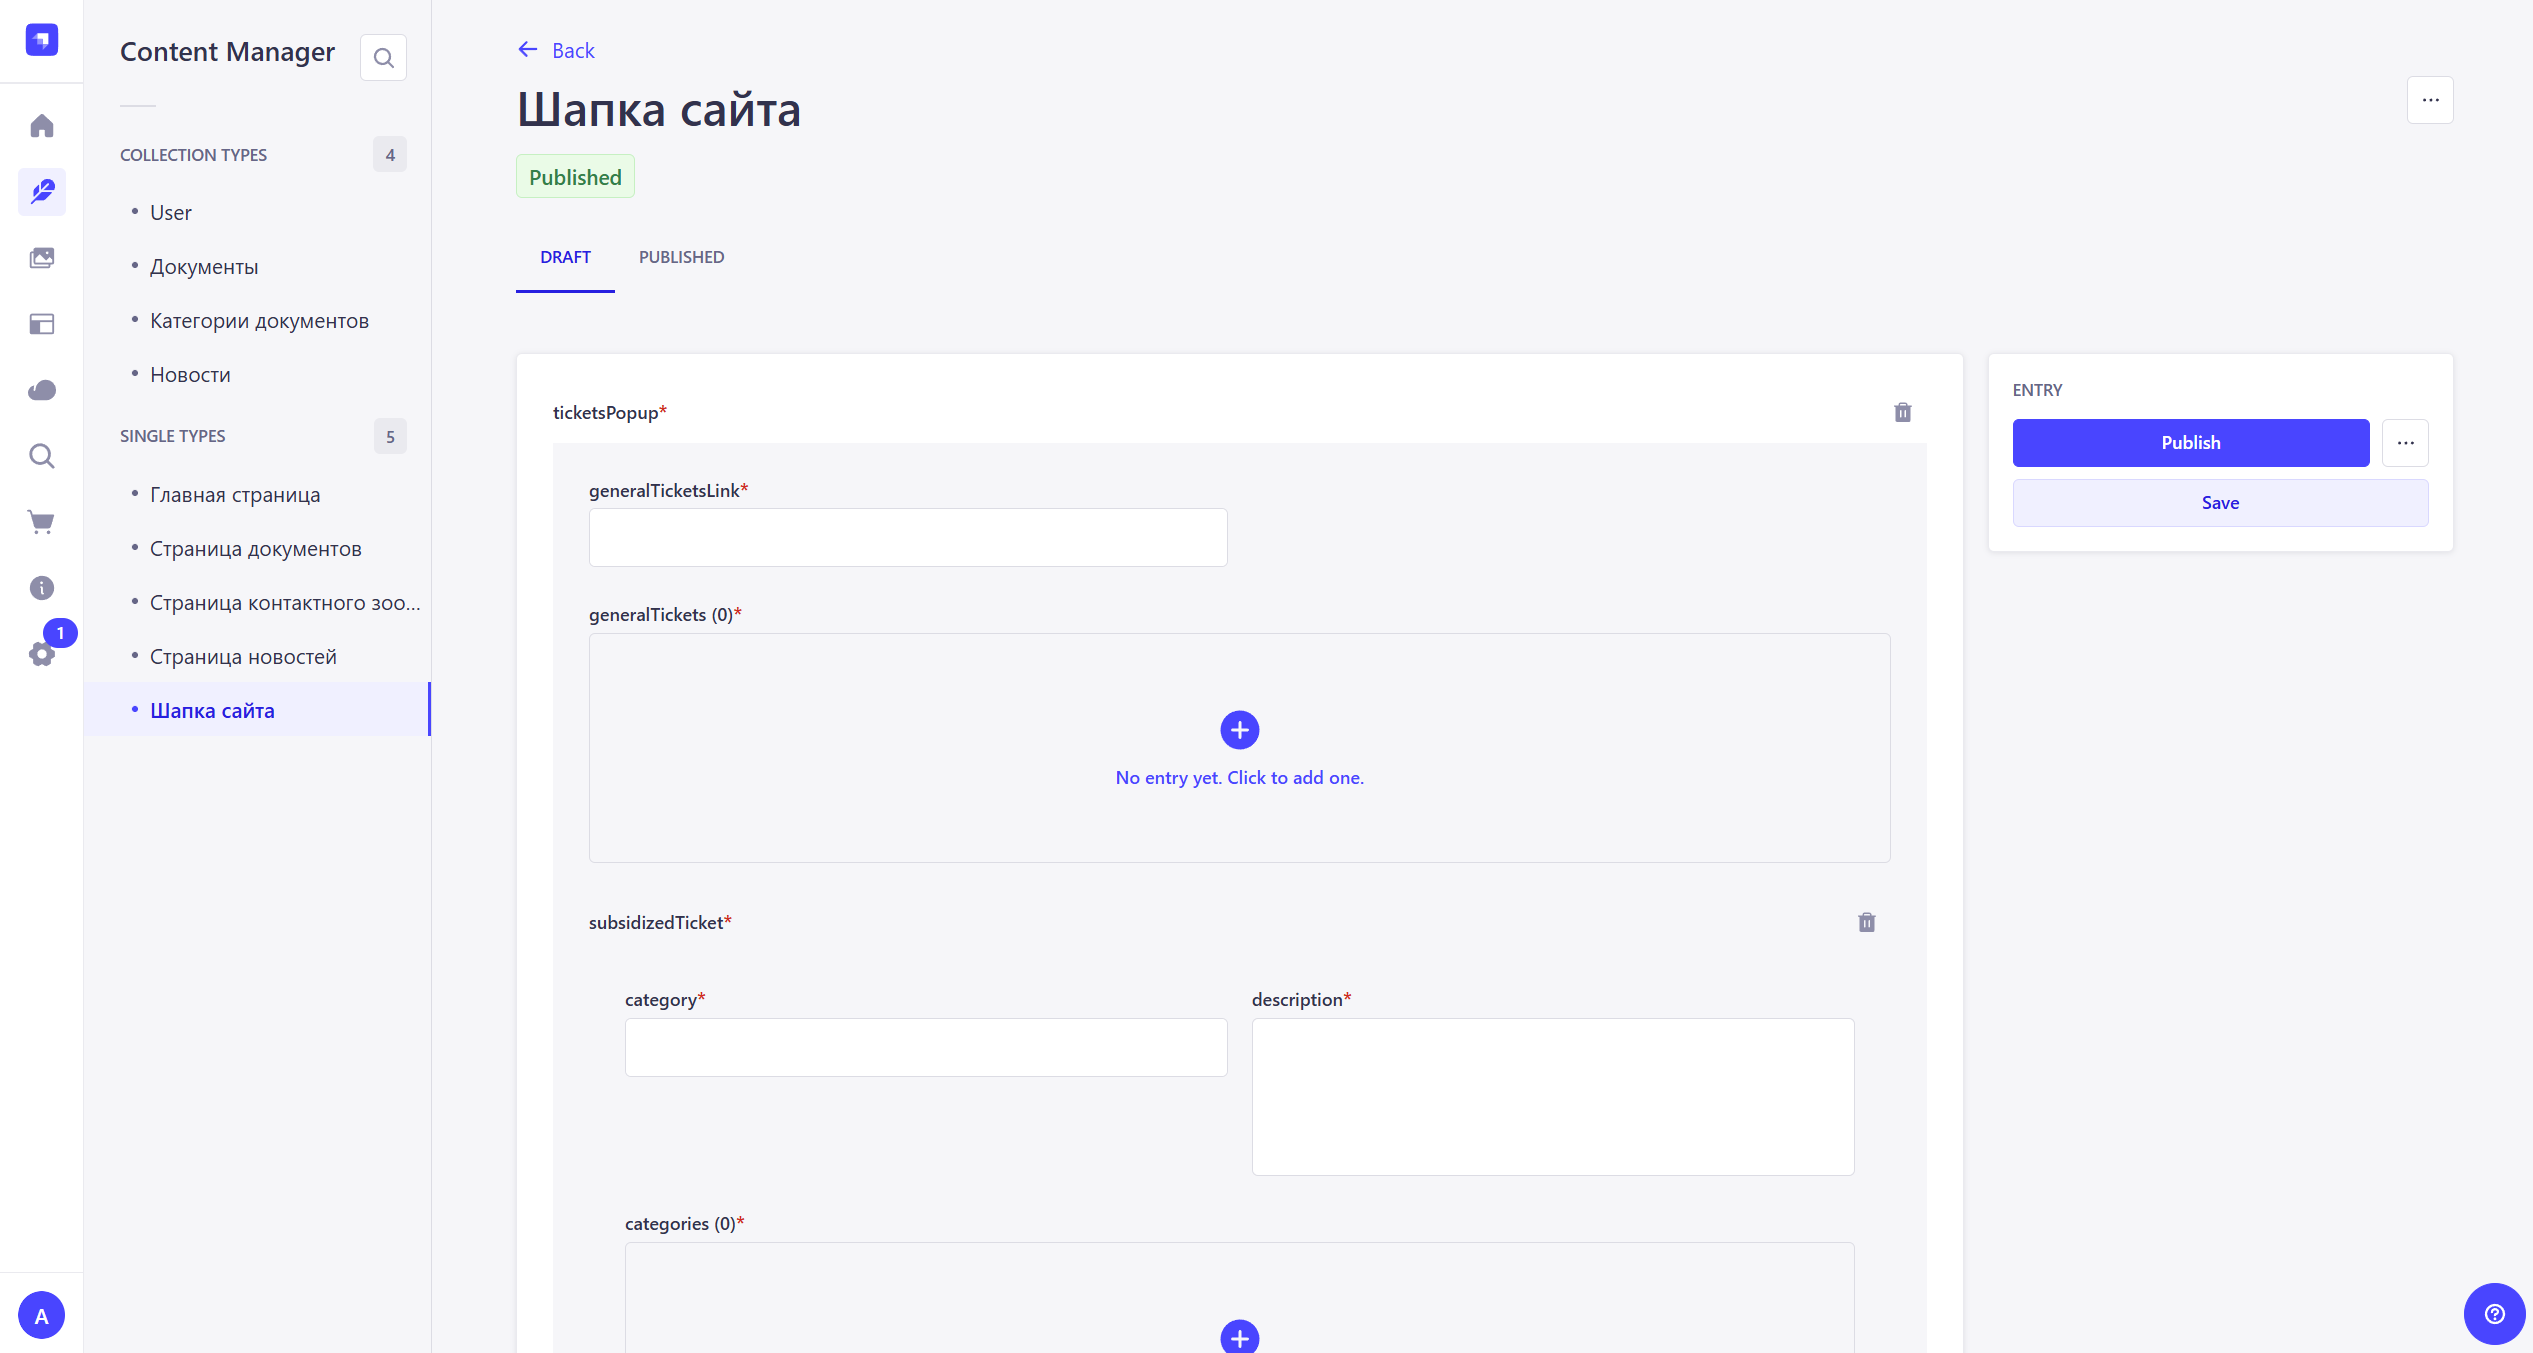 Content Manager
COLLECTION TYPES 4
User
Документы
Категории документов
Новости
SINGLE TYPES 5
Главная страница
Страница документов
Страница контактного зоо...
Страница новостей
Шапка сайта
1
A
Back
Шапка сайта
Published
DRAFT PUBLISHED
ticketsPopup*
generalTicketsLink*
generalTickets (0)*
No entry yet. Click to add one.
subsidizedTicket*
category* description*
categories (0)*
ENTRY
Publish
Save